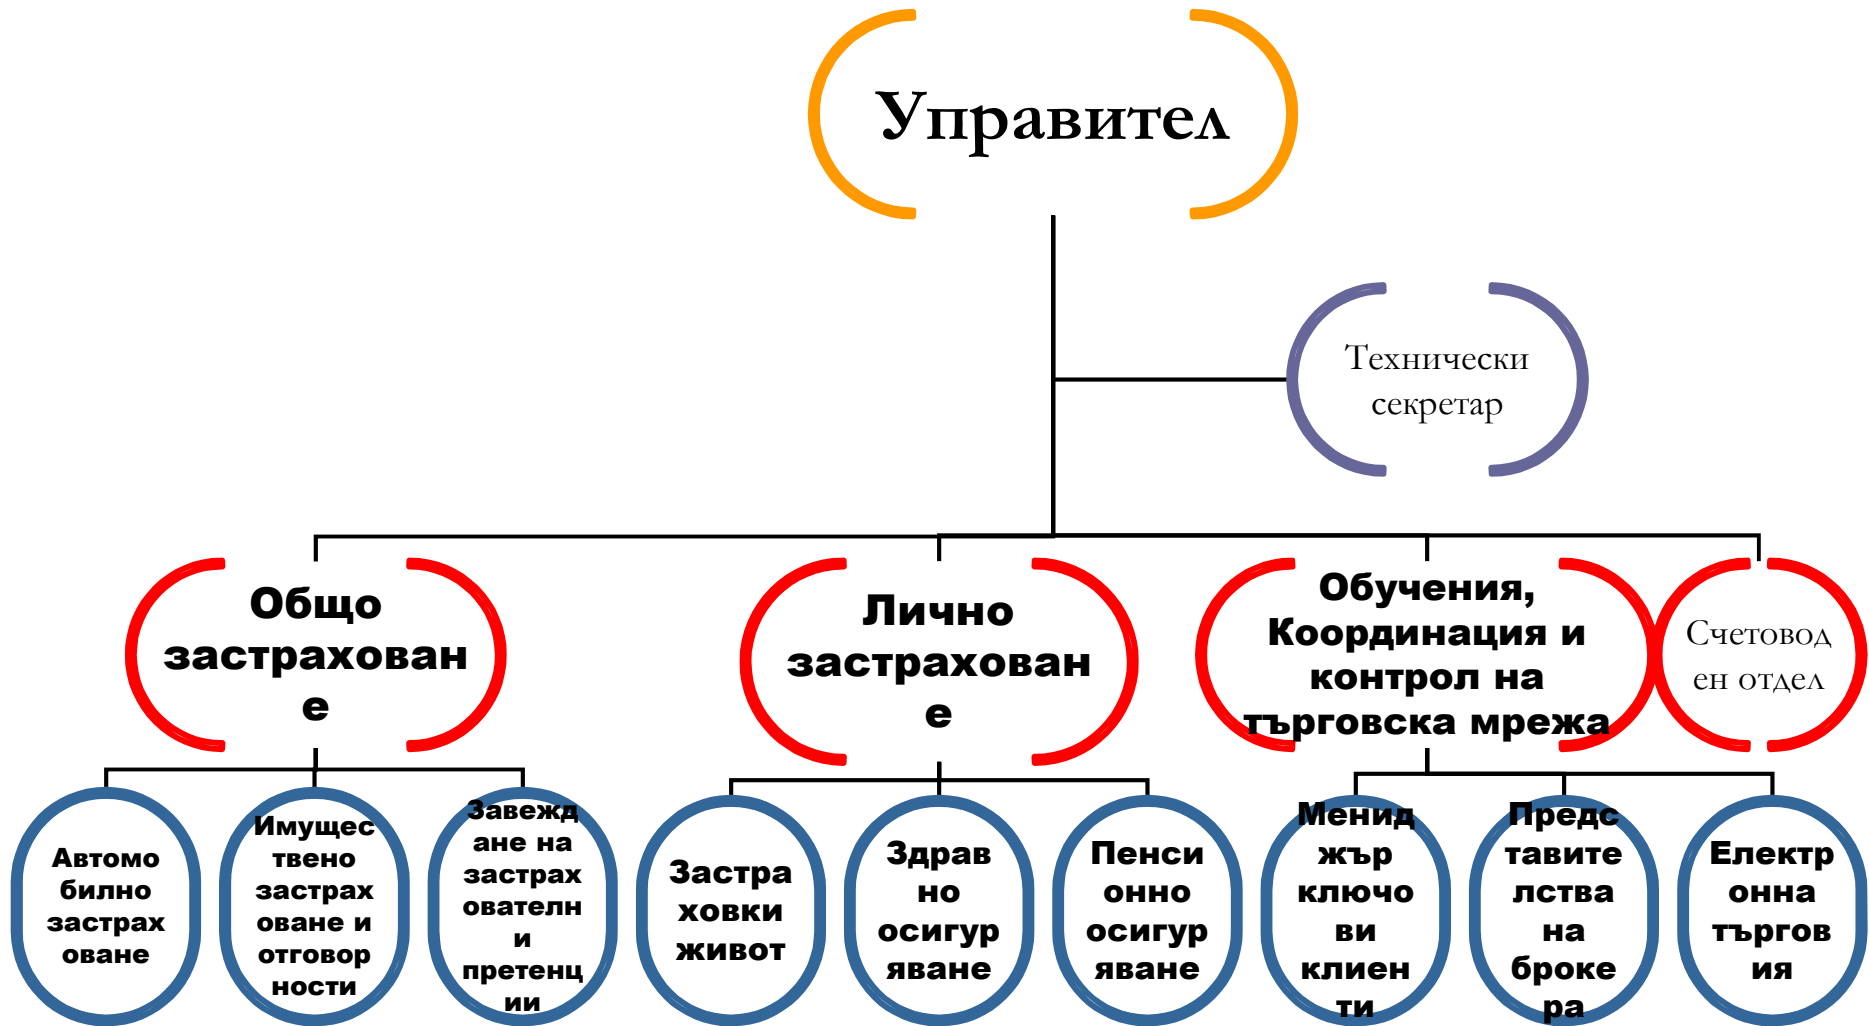 Управител
Технически
секретар
Общо
застрахован
е
Лично
застрахован
е
Обучения,
Координация и
контрол на
търговска мрежа
Счетовод
ен отдел
Автомо
билно
застрах
оване
Имущес
твено
застрах
оване и
отговор
ности
Завежд
ане на
застрах
ователн
и
претенц
ии
Застра
ховки
живот
Здрав
но
осигур
яване
Пенси
онно
осигур
яване
Менид
жър
ключо
ви
клиен
ти
Предс
тавите
лства
на
броке
ра
Електр
онна
търгов
ия